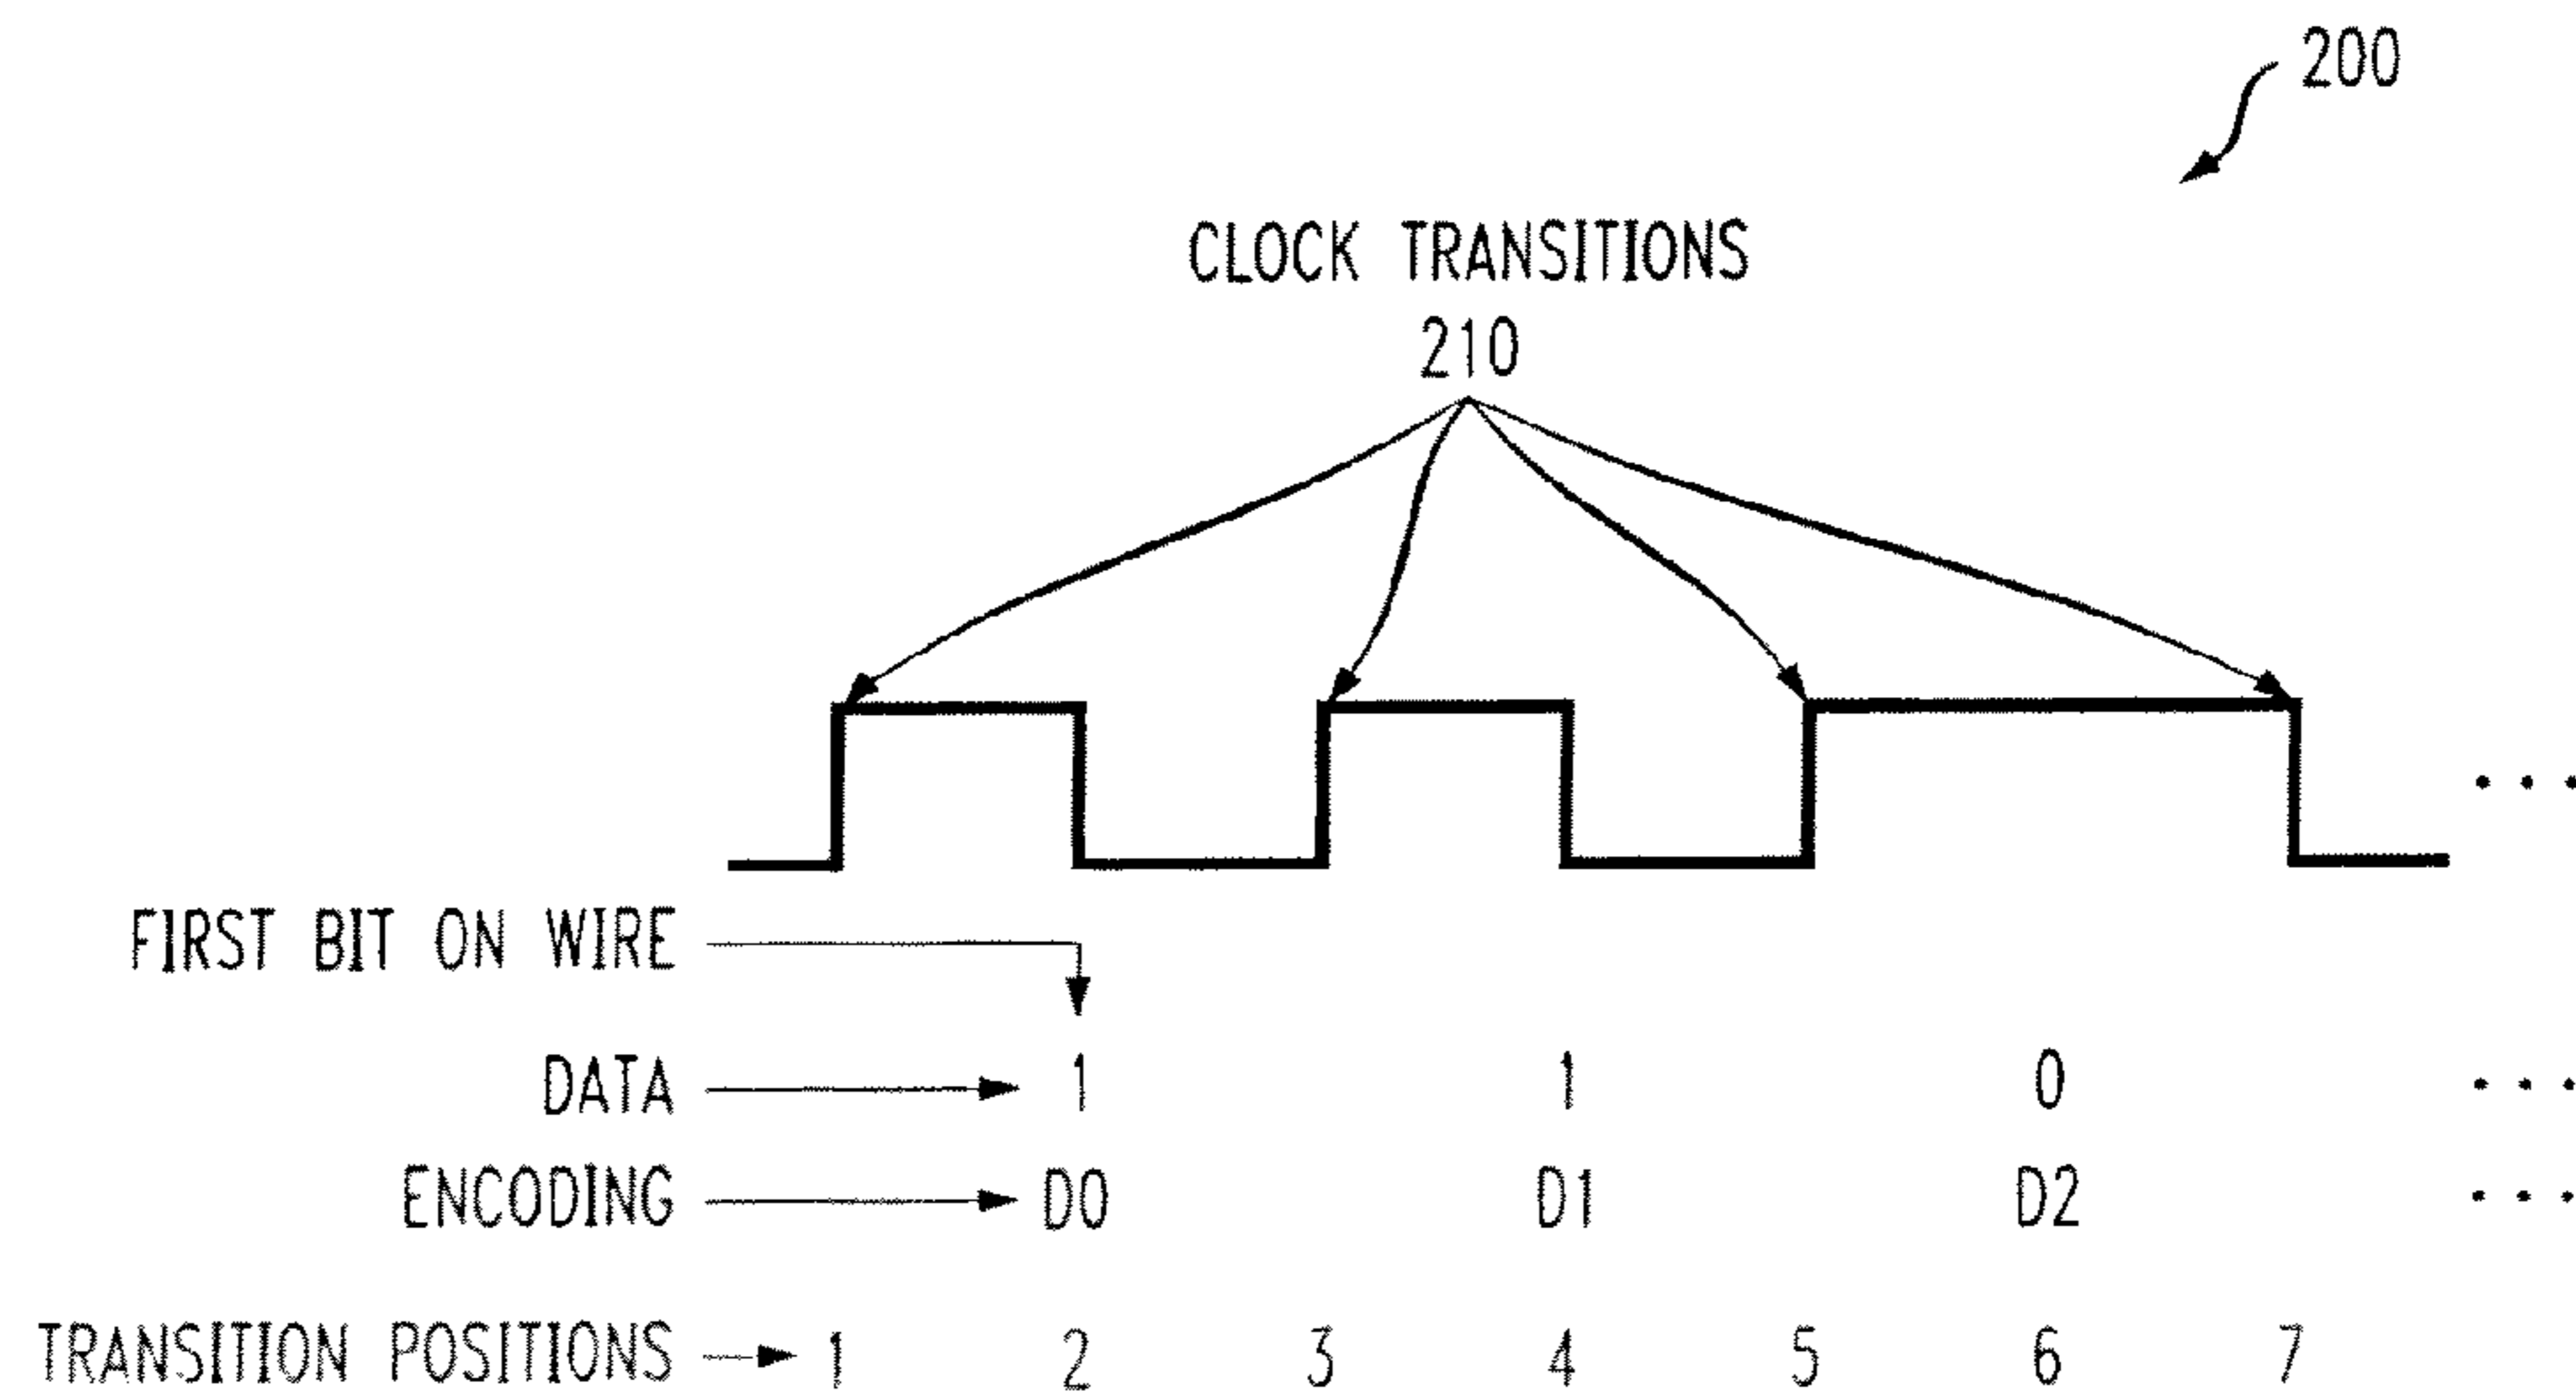 200
CLOCK TRANSITIONS
210
. . .
FIRST BIT ON WIRE
DATA 1 1 0 . . .
ENCODING D0 D1 D2 . . .
TRANSITION POSITIONS 1 2 3 4 5 6 7